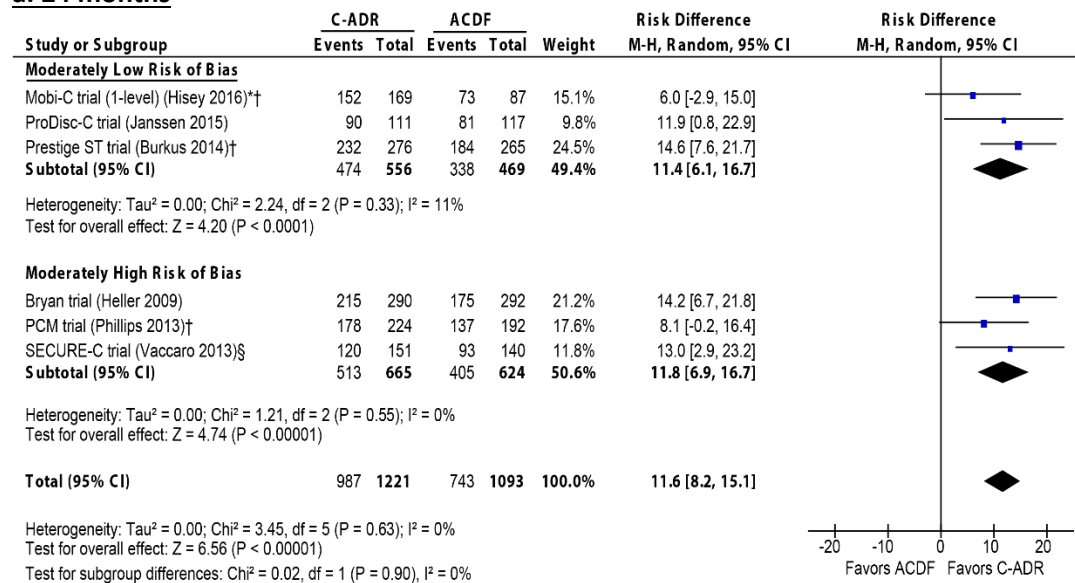 a. 24 months
C-ADR ACDF Risk Difference Risk Difference
Study or Subgroup Events Total Events Total Weight M-H, Random, 95% CI M-H, Random, 95% CI
Moderately Low Risk of Bias
Mobi-C trial (1-level) (Hisey 2016)*† 152 169 73 87 15.1% 6.0 [-2.9, 15.0]
ProDisc-C trial (Janssen 2015) 90 111 81 117 9.8% 11.9 [0.8, 22.9]
Prestige ST trial (Burkus 2014)† 232 276 184 265 24.5% 14.6 [7.6, 21.7]
Subtotal (95% CI) 474 556 338 469 49.4% 11.4 [6.1, 16.7]
Heterogeneity: Tau² = 0.00; Chi² = 2.24, df = 2 (P = 0.33); I² = 11%
Test for overall effect: Z = 4.20 (P < 0.0001)
Moderately High Risk of Bias
Bryan trial (Heller 2009) 215 290 175 292 21.2% 14.2 [6.7, 21.8]
PCM trial (Phillips 2013)† 178 224 137 192 17.6% 8.1 [-0.2, 16.4]
SECURE-C trial (Vaccaro 2013)§ 120 151 93 140 11.8% 13.0 [2.9, 23.2]
Subtotal (95% CI) 513 665 405 624 50.6% 11.8 [6.9, 16.7]
Heterogeneity: Tau² = 0.00; Chi² = 1.21, df = 2 (P = 0.55); I² = 0%
Test for overall effect: Z = 4.74 (P < 0.00001)
Total (95% CI) 987 1221 743 1093 100.0% 11.6 [8.2, 15.1]
Heterogeneity: Tau² = 0.00; Chi² = 3.45, df = 5 (P = 0.63); I² = 0%
Test for overall effect: Z = 6.56 (P < 0.00001)
Test for subgroup differences: Chi² = 0.02, df = 1 (P = 0.90), I² = 0%
-20 -10 0 10 20
Favors ACDF Favors C-ADR